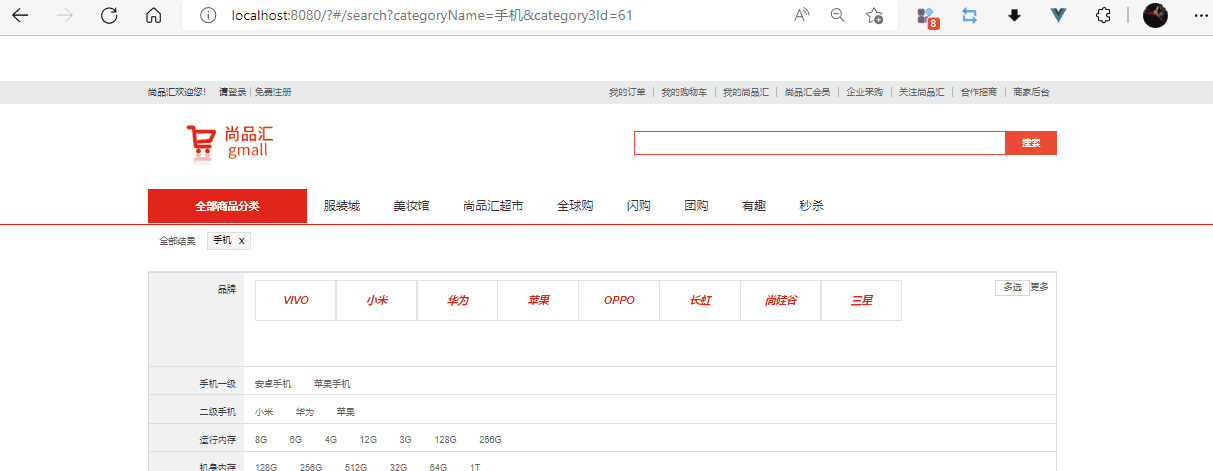 localhost:8080/?#/search?categoryName=手机&category3Id=61
8
尚品汇欢迎您! 请登录 免费注册 我的订单 我的购物车 我的尚品汇 尚品汇会员 企业采购 关注尚品汇 合作招商 商家后台
尚品汇
gmall
搜索
全部商品分类 服装城 美妆馆 尚品汇超市 全球购 闪购 团购 有趣 秒杀
全部结果 手机 x
品牌 VIVO 小米 华为 苹果 OPPO 长虹 尚硅谷 三星 多选 更多
手机一级 安卓手机 苹果手机
二级手机 小米 华为 苹果
运行内存 8G 6G 4G 12G 3G 128G 256G
机身内存 128G 256G 512G 32G 64G 1T